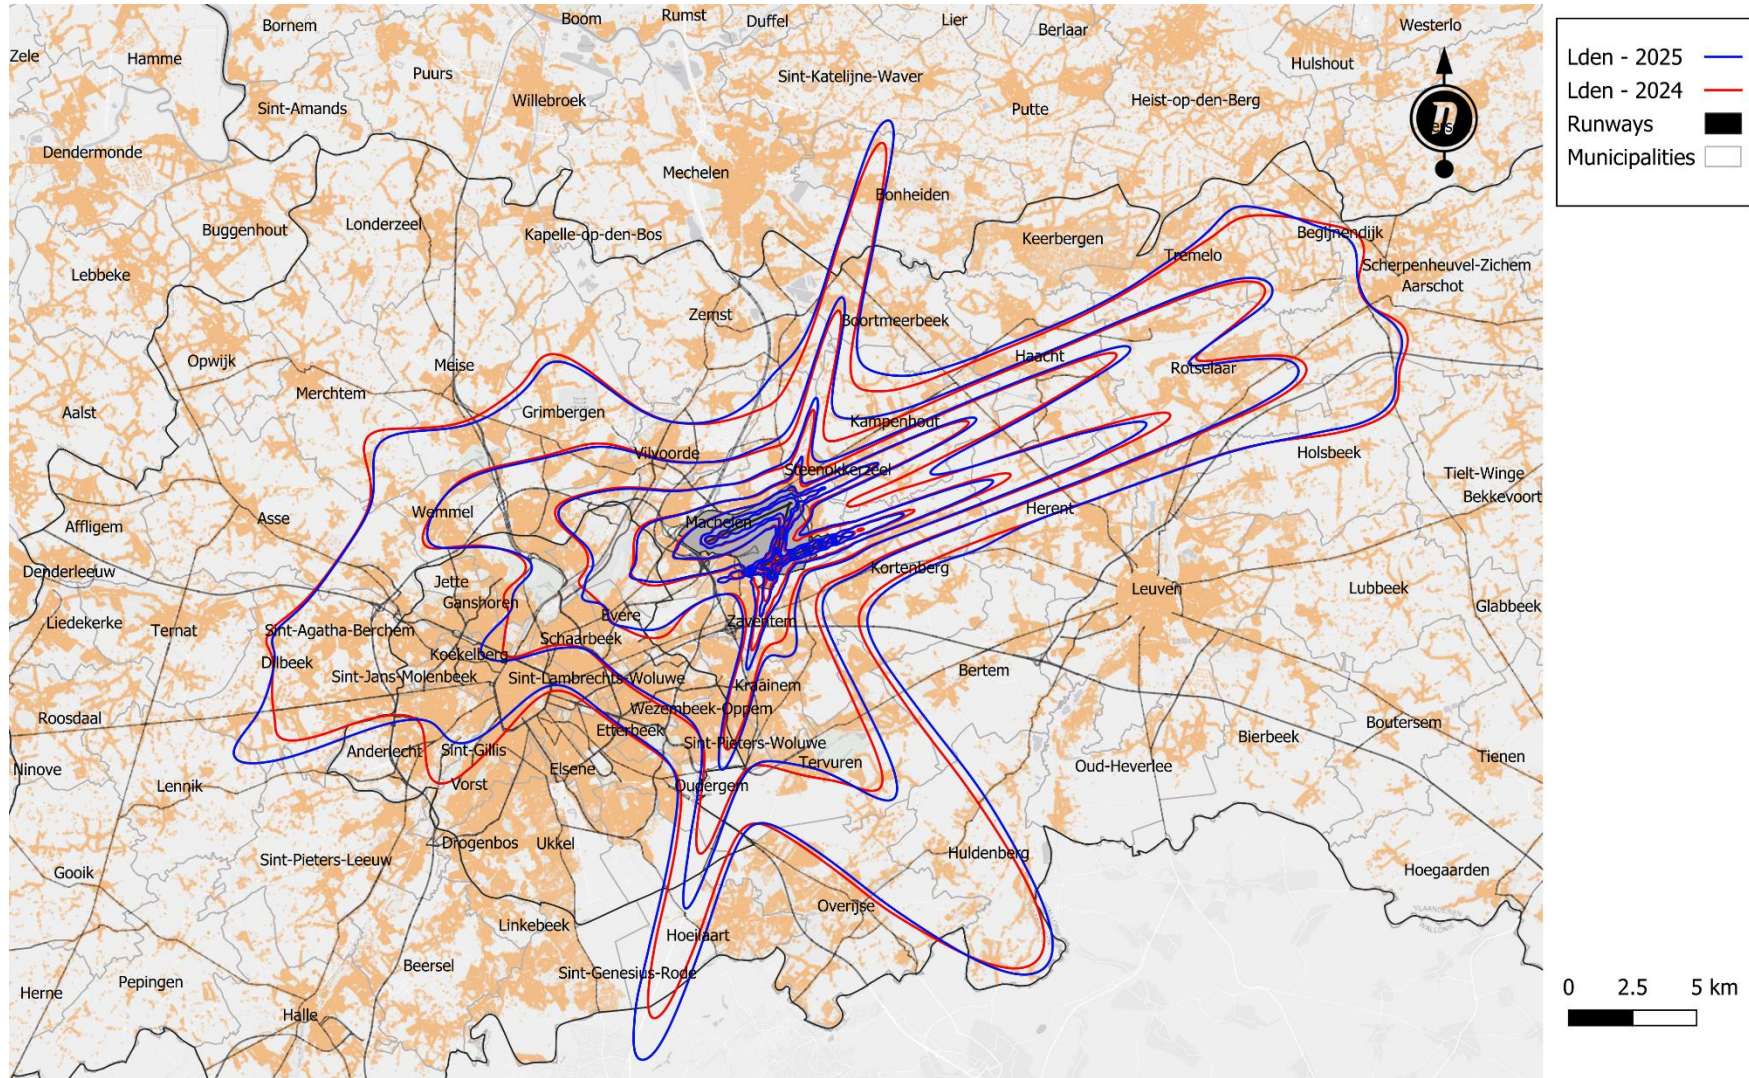 Bornem
Boom
Rumst
Duffel
Lier
Berlaar
Westerlo
Zele
Hamme
Puurs
Sint-Katelijne-Waver
Hulshout
Sint-Amands
Willebroek
Putte
Heist-op-den-Berg
Dendermonde
Mechelen
Bonheiden
Buggenhout
Londerzeel
Kapelle-op-den-Bos
Keerbergen
Tremelo
Begijnendijk
Lebbeke
Scherpenheuvel-Zichem
Aarschot
Zemst
Boortmeerbeek
Opwijk
Meise
Haacht
Rotselaar
Merchtem
Aalst
Grimbergen
Kampenhout
Vilvoorde
Steenokkerzeel
Holsbeek
Tielt-Winge
Bekkevoort
Affligem
Asse
Wemmel
Machelen
Herent
Denderleeuw
Jette
Kortenberg
Leuven
Lubbeek
Glabbeek
Ganshoren
Liedekerke
Ternat
Sint-Agatha-Berchem
Evere
Zaventem
Schaarbeek
Dilbeek
Koekelberg
Sint-Jans-Molenbeek
Sint-Lambrechts-Woluwe
Kraainem
Bertem
Roosdaal
Wezembeek-Oppem
Etterbeek
Sint-Pieters-Woluwe
Boutersem
Bierbeek
Anderlecht
Sint-Gillis
Tervuren
Oud-Heverlee
Tienen
Ninove
Lennik
Vorst
Elsene
Oudergem
Drogenbos
Ukkel
Sint-Pieters-Leeuw
Huldenberg
Gooik
Hoegaarden
Overijse
VLAANDEREN
WALLONIE
Linkebeek
Hoeilaart
Beersel
Sint-Genesius-Rode
Pepingen
Herne
Halle
Lden - 2025
Lden - 2024
Runways
Municipalities
0 2.5 5 km